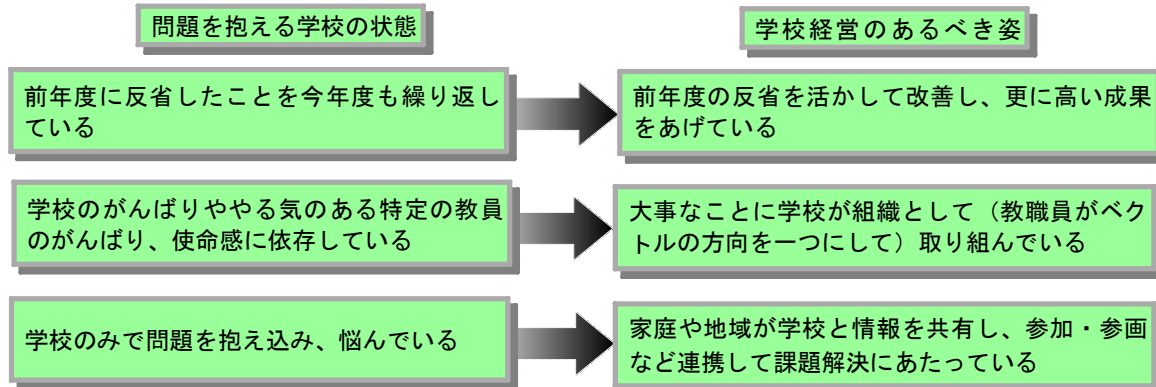 問題を抱える学校の状態
学校経営のあるべき姿
前年度に反省したことを今年度も繰り返し
ている
前年度の反省を活かして改善し、更に高い成果
をあげている
学校のがんばりややる気のある特定の教員
のがんばり、使命感に依存している
大事なことに学校が組織として（教職員がベク
トルの方向を一つにして）取り組んでいる
学校のみで問題を抱え込み、悩んでいる
家庭や地域が学校と情報を共有し、参加・参画
など連携して課題解決にあたっている